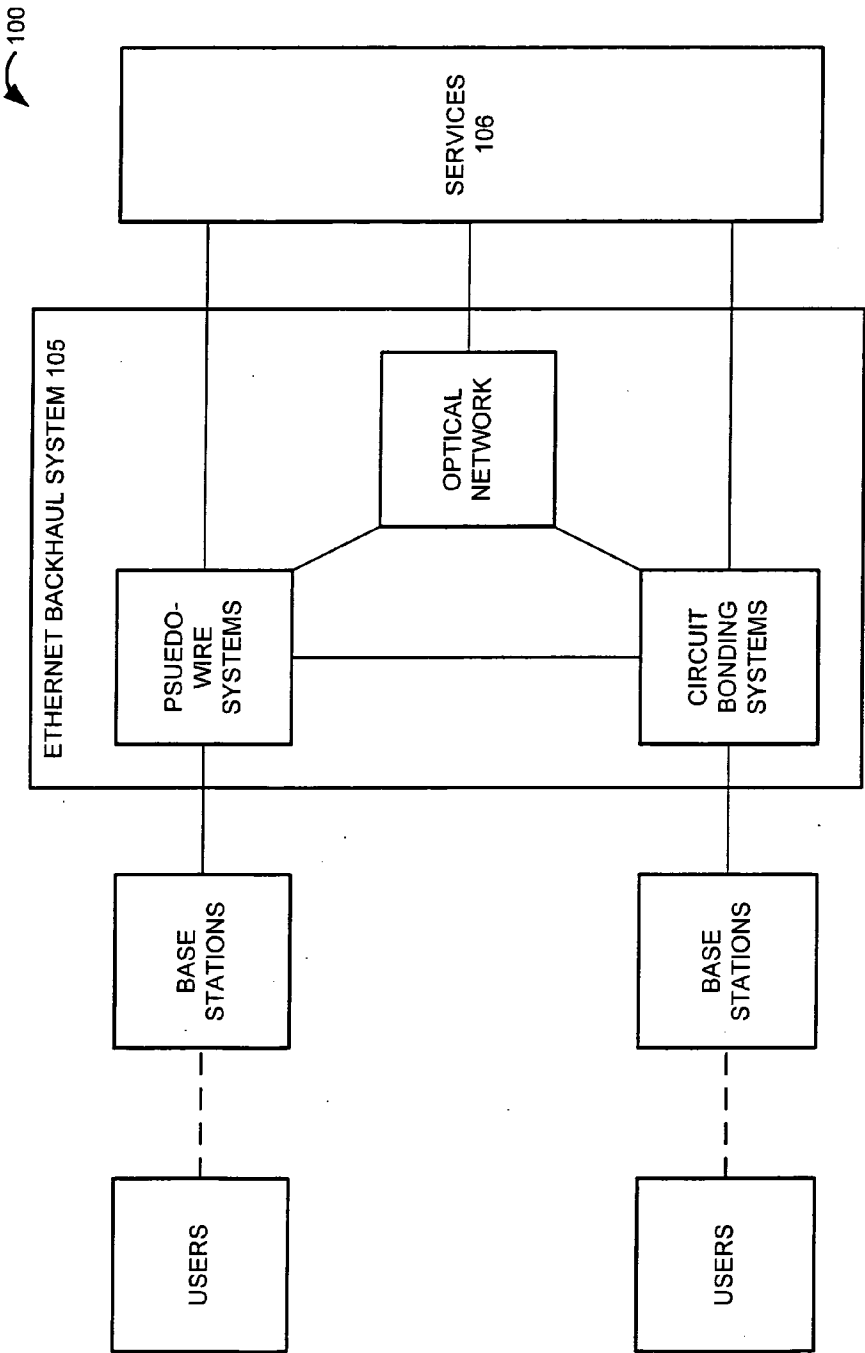 100
ETHERNET BACKHAUL SYSTEM 105
SERVICES
106
OPTICAL
NETWORK
PSUEDO-
WIRE
SYSTEMS
CIRCUIT
BONDING
SYSTEMS
BASE
STATIONS
BASE
STATIONS
USERS
USERS